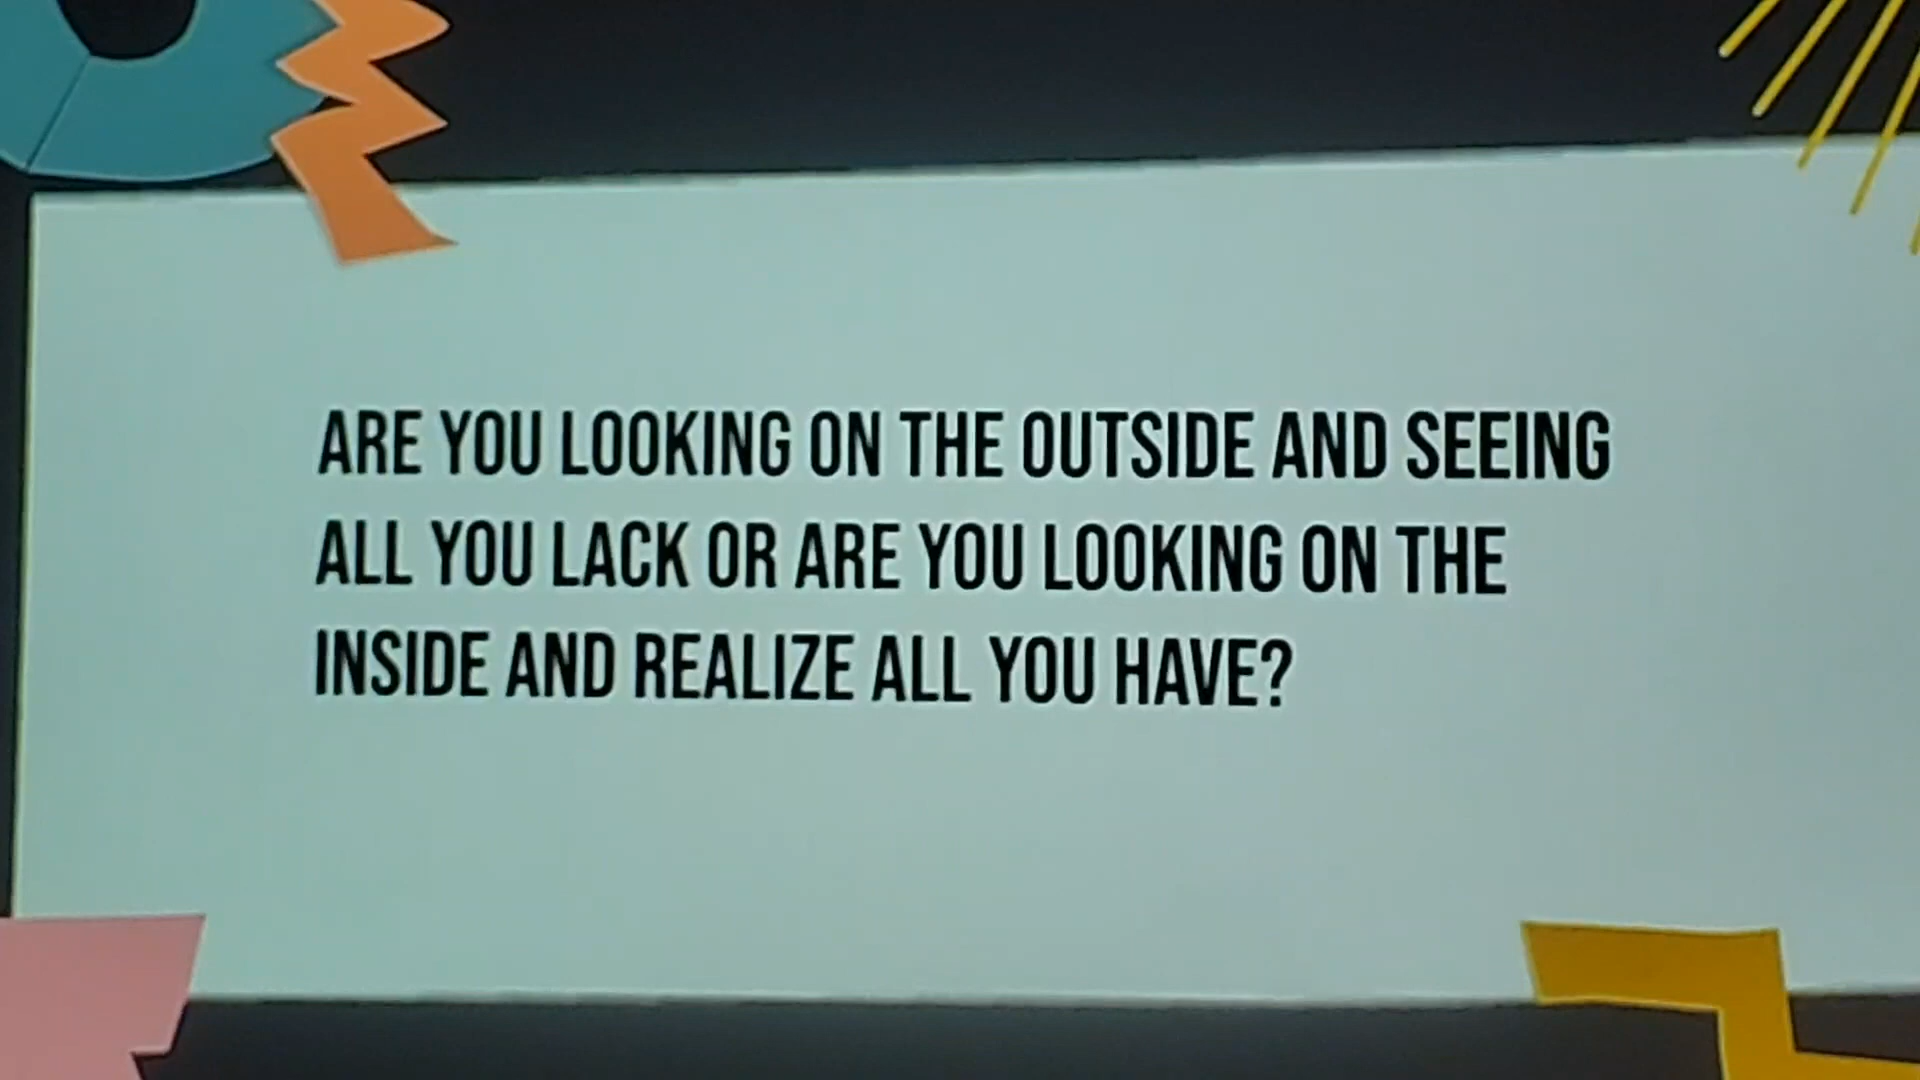 ARE YOU LOOKING ON THE OUTSIDE AND SEEING
ALL YOU LACK OR ARE YOU LOOKING ON THE
INSIDE AND REALIZE ALL YOU HAVE?